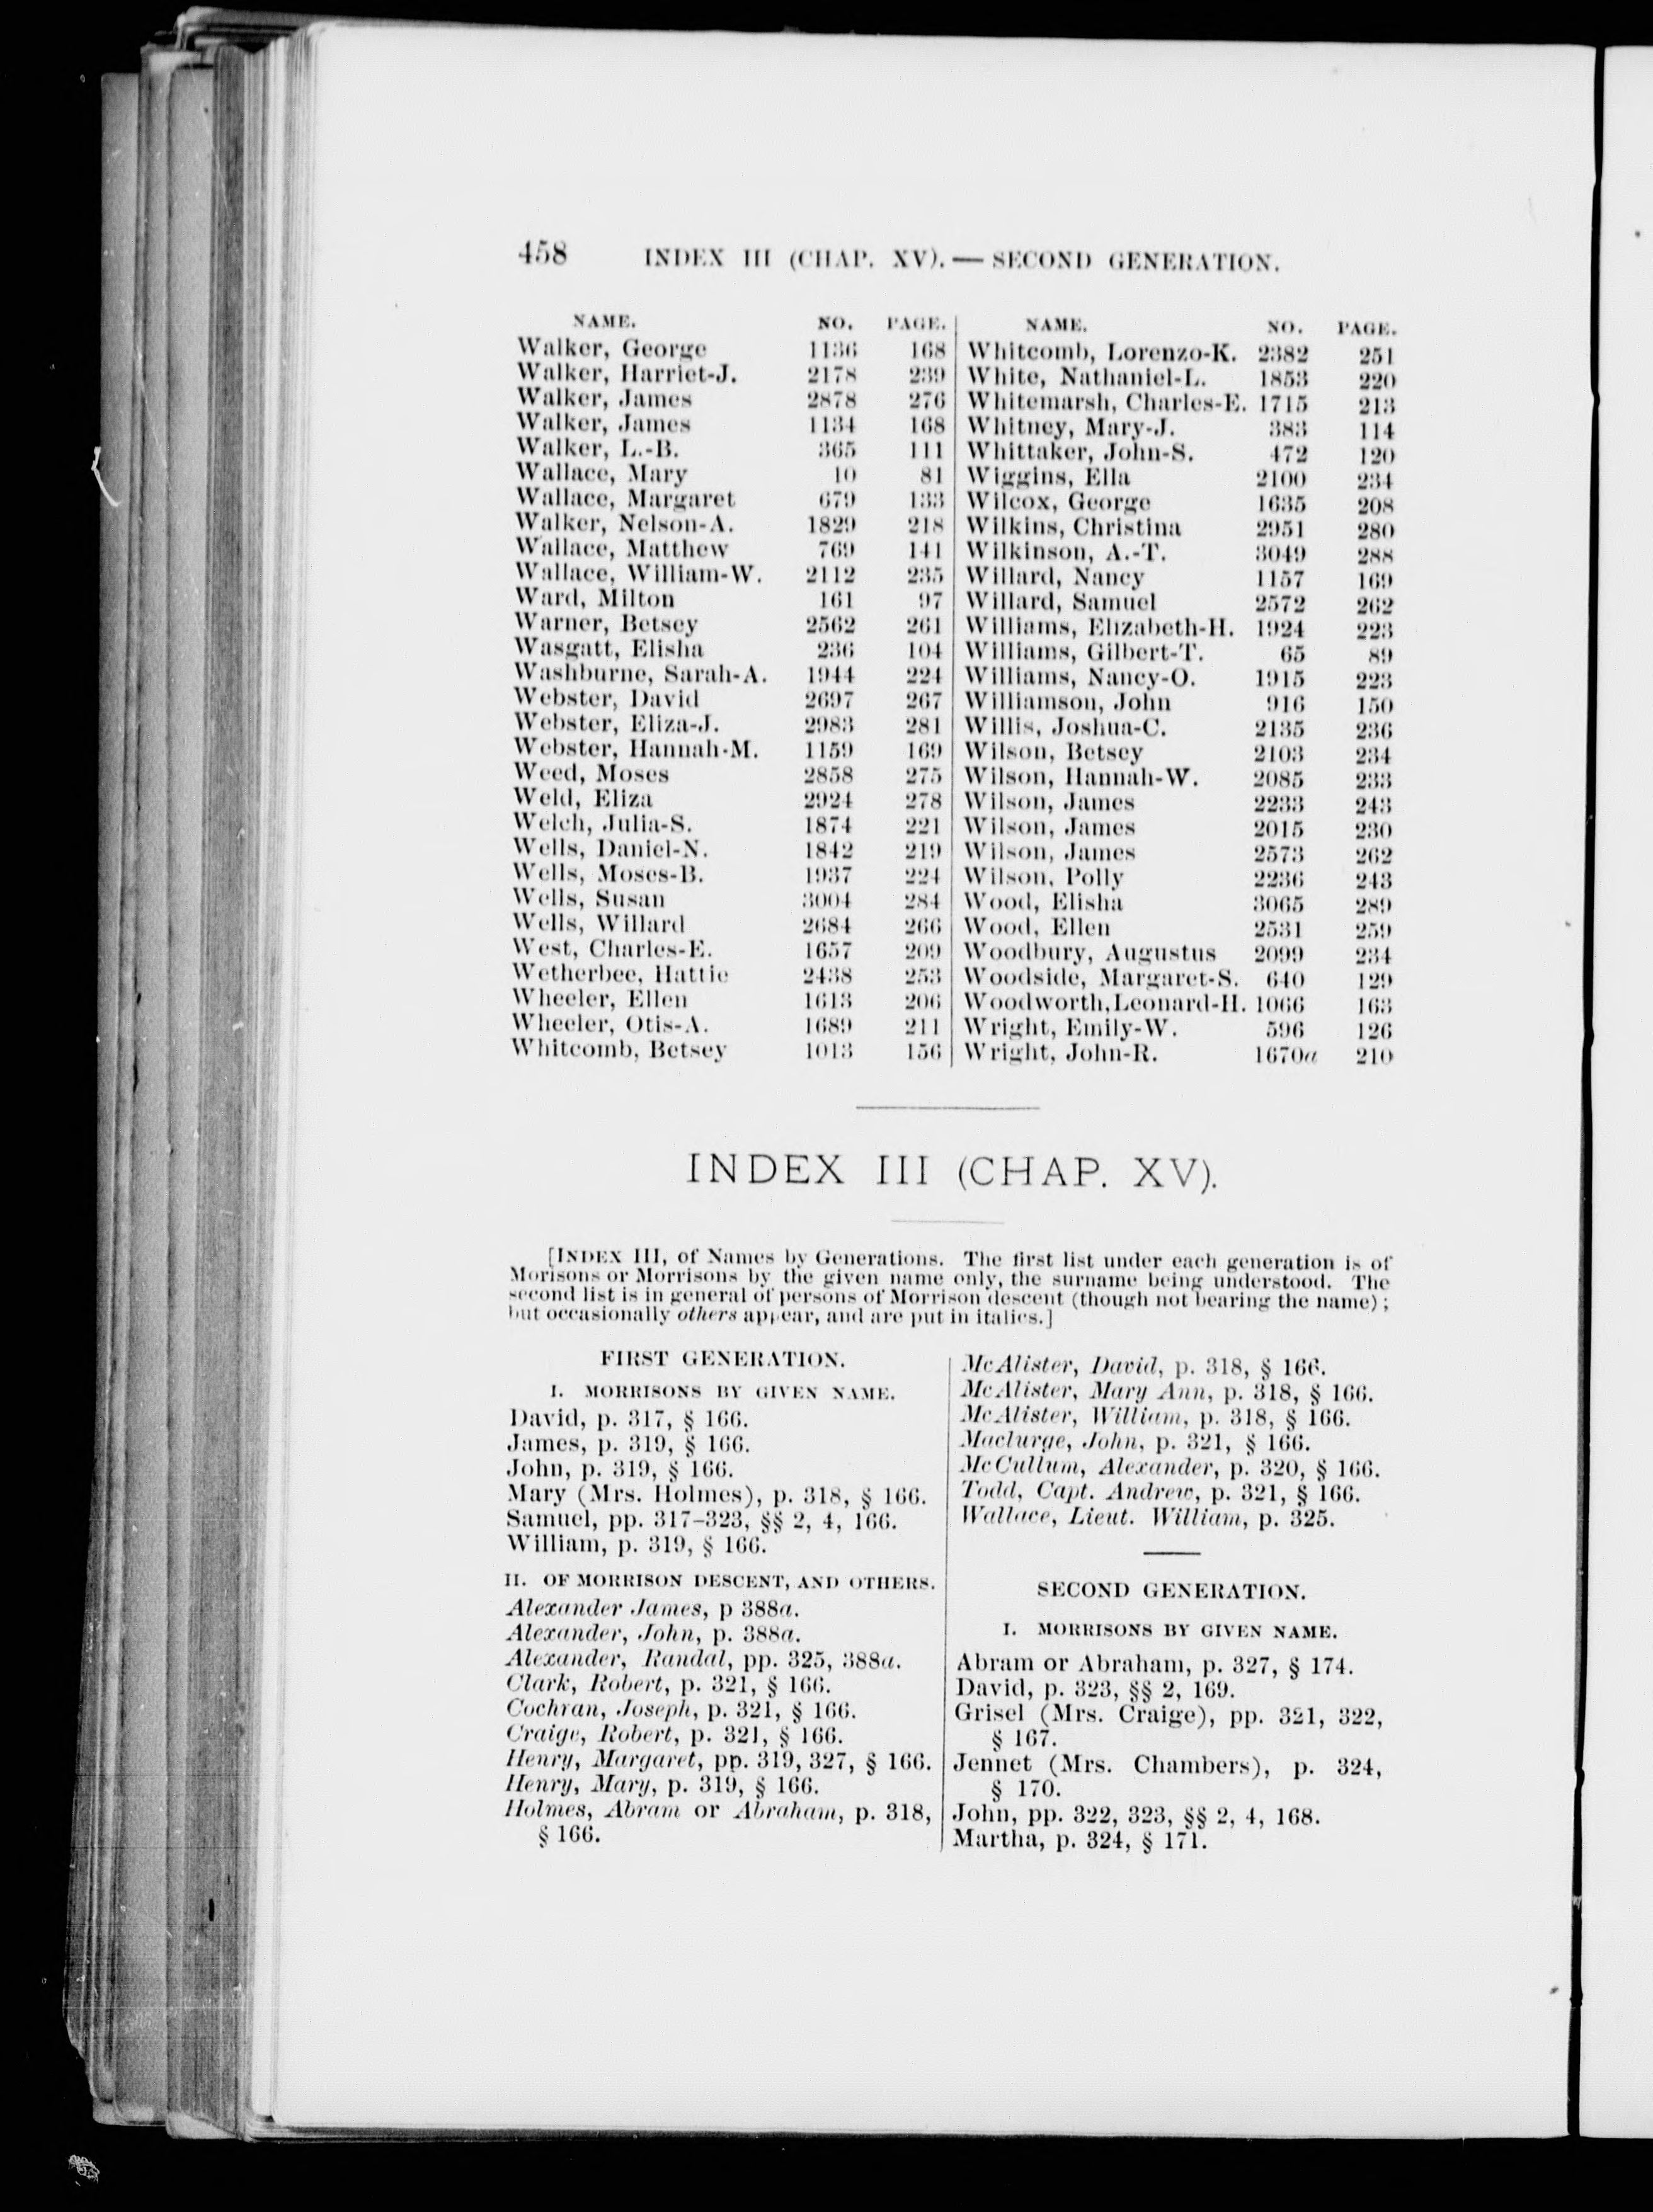 458 INDEX III (CHAP. XV).— SECOND GENERATION.
NAME. NO. PAGE.
Walker, George 1136 168
Walker, Harriet-J. 2178 239
Walker, James 2878 276
Walker, James 1134 168
Walker, L.-B. 365 111
Wallace, Mary 10 81
Wallace, Margaret 679 133
Walker, Nelson-A. 1829 218
Wallace, Matthew 769 141
Wallace, William-W. 2112 235
Ward, Milton 161 97
Warner, Betsey 2562 261
Wasgatt, Elisha 236 104
Washburne, Sarah-A. 1944 224
Webster, David 2697 267
Webster, Eliza-J. 2983 281
Webster, Hannah-M. 1159 169
Weed, Moses 2858 275
Weld, Eliza 2924 278
Welch, Julia-S. 1874 221
Wells, Daniel-N. 1842 219
Wells, Moses-B. 1937 224
Wells, Susan 3004 284
Wells, Willard 2684 266
West, Charles-E. 1657 209
Wetherbee, Hattie 2438 253
Wheeler, Ellen 1613 206
Wheeler, Otis-A. 1689 211
Whitcomb, Betsey 1013 156
NAME. NO. PAGE.
Whitcomb, Lorenzo-K. 2382 251
White, Nathaniel-L. 1853 220
Whitemarsh, Charles-E. 1715 213
Whitney, Mary-J. 383 114
Whittaker, John-S. 472 120
Wiggins, Ella 2100 234
Wilcox, George 1635 208
Wilkins, Christina 2951 280
Wilkinson, A.-T. 3049 288
Willard, Nancy 1157 169
Willard, Samuel 2572 262
Williams, Elizabeth-H. 1924 223
Williams, Gilbert-T. 65 89
Williams, Nancy-O. 1915 223
Williamson, John 916 150
Willis, Joshua-C. 2135 236
Wilson, Betsey 2103 234
Wilson, Hannah-W. 2085 233
Wilson, James 2233 243
Wilson, James 2015 230
Wilson, James 2573 262
Wilson, Polly 2236 243
Wood, Elisha 3065 289
Wood, Ellen 2531 259
Woodbury, Augustus 2099 234
Woodside, Margaret-S. 640 129
Woodworth,Leonard-H. 1066 163
Wright, Emily-W. 596 126
Wright, John-R. 1670a 210
INDEX III (CHAP. XV).
[INDEX III, of Names by Generations. The first list under each generation is of
Morisons or Morrisons by the given name only, the surname being understood. The
second list is in general of persons of Morrison descent (though not bearing the name);
but occasionally others appear, and are put in italics.]
FIRST GENERATION.
I. MORRISONS BY GIVEN NAME.
David, p. 317, § 166.
James, p. 319, § 166.
John, p. 319, § 166.
Mary (Mrs. Holmes), p. 318, § 166.
Samuel, pp. 317-323, §§ 2, 4, 166.
William, p. 319, § 166.
II. OF MORRISON DESCENT, AND OTHERS.
Alexander James, p 388a.
Alexander, John, p. 388a.
Alexander, Randal, pp. 325, 388a.
Clark, Robert, p. 321, § 166.
Cochran, Joseph, p. 321, § 166.
Craige, Robert, p. 321, § 166.
Henry, Margaret, pp. 319, 327, § 166.
Henry, Mary, p. 319, § 166.
Holmes, Abram or Abraham, p. 318,
§ 166.
McAlister, David, p. 318, § 166.
McAlister, Mary Ann, p. 318, § 166.
McAlister, William, p. 318, § 166.
Maclurge, John, p. 321, § 166.
McCullum, Alexander, p. 320, § 166.
Todd, Capt. Andrew, p. 321, § 166.
Wallace, Lieut. William, p. 325.
SECOND GENERATION.
I. MORRISONS BY GIVEN NAME.
Abram or Abraham, p. 327, § 174.
David, p. 323, §§ 2, 169.
Grisel (Mrs. Craige), pp. 321, 322,
§ 167.
Jennet (Mrs. Chambers), p. 324,
§ 170.
John, pp. 322, 323, §§ 2, 4, 168.
Martha, p. 324, § 171.